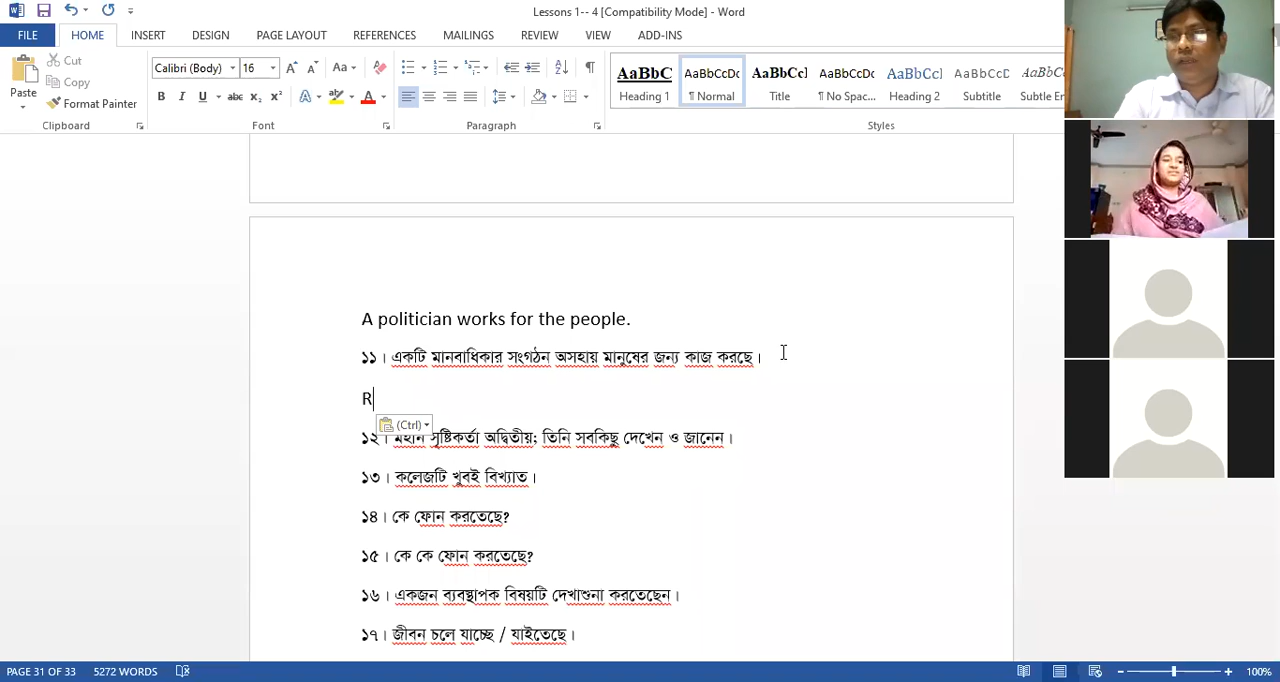 Lessons 1-- 4 [Compatibility Mode] - Word
FILE HOME INSERT DESIGN PAGE LAYOUT REFERENCES MAILINGS REVIEW VIEW ADD-INS
Cut
Copy
Format Painter
Paste
Calibri (Body) 16
Clipboard Font Paragraph Styles
AaBbC AaBbCcDc AaBbCc] AaBbCcDc AaBbCc] AaBbCcD AaBbCcD
Heading 1 ¶ Normal Title ¶ No Spac... Heading 2 Subtitle Subtle En
A politician works for the people.
১১। একটি মানবাধিকার সংগঠন অসহায় মানুষের জন্য কাজ করছে।
R
(Ctrl)
১২। মহান সৃষ্টিকর্তা অদ্বিতীয়; তিনি সবকিছু দেখেন ও জানেন।
১৩। কলেজটি খুবই বিখ্যাত।
১৪। কে ফোন করতেছে?
১৫। কে কে ফোন করতেছে?
১৬। একজন ব্যবস্থাপক বিষয়টি দেখাশুনা করতেছেন।
১৭। জীবন চলে যাচ্ছে / যাইতেছে।
PAGE 31 OF 33 5272 WORDS 100%